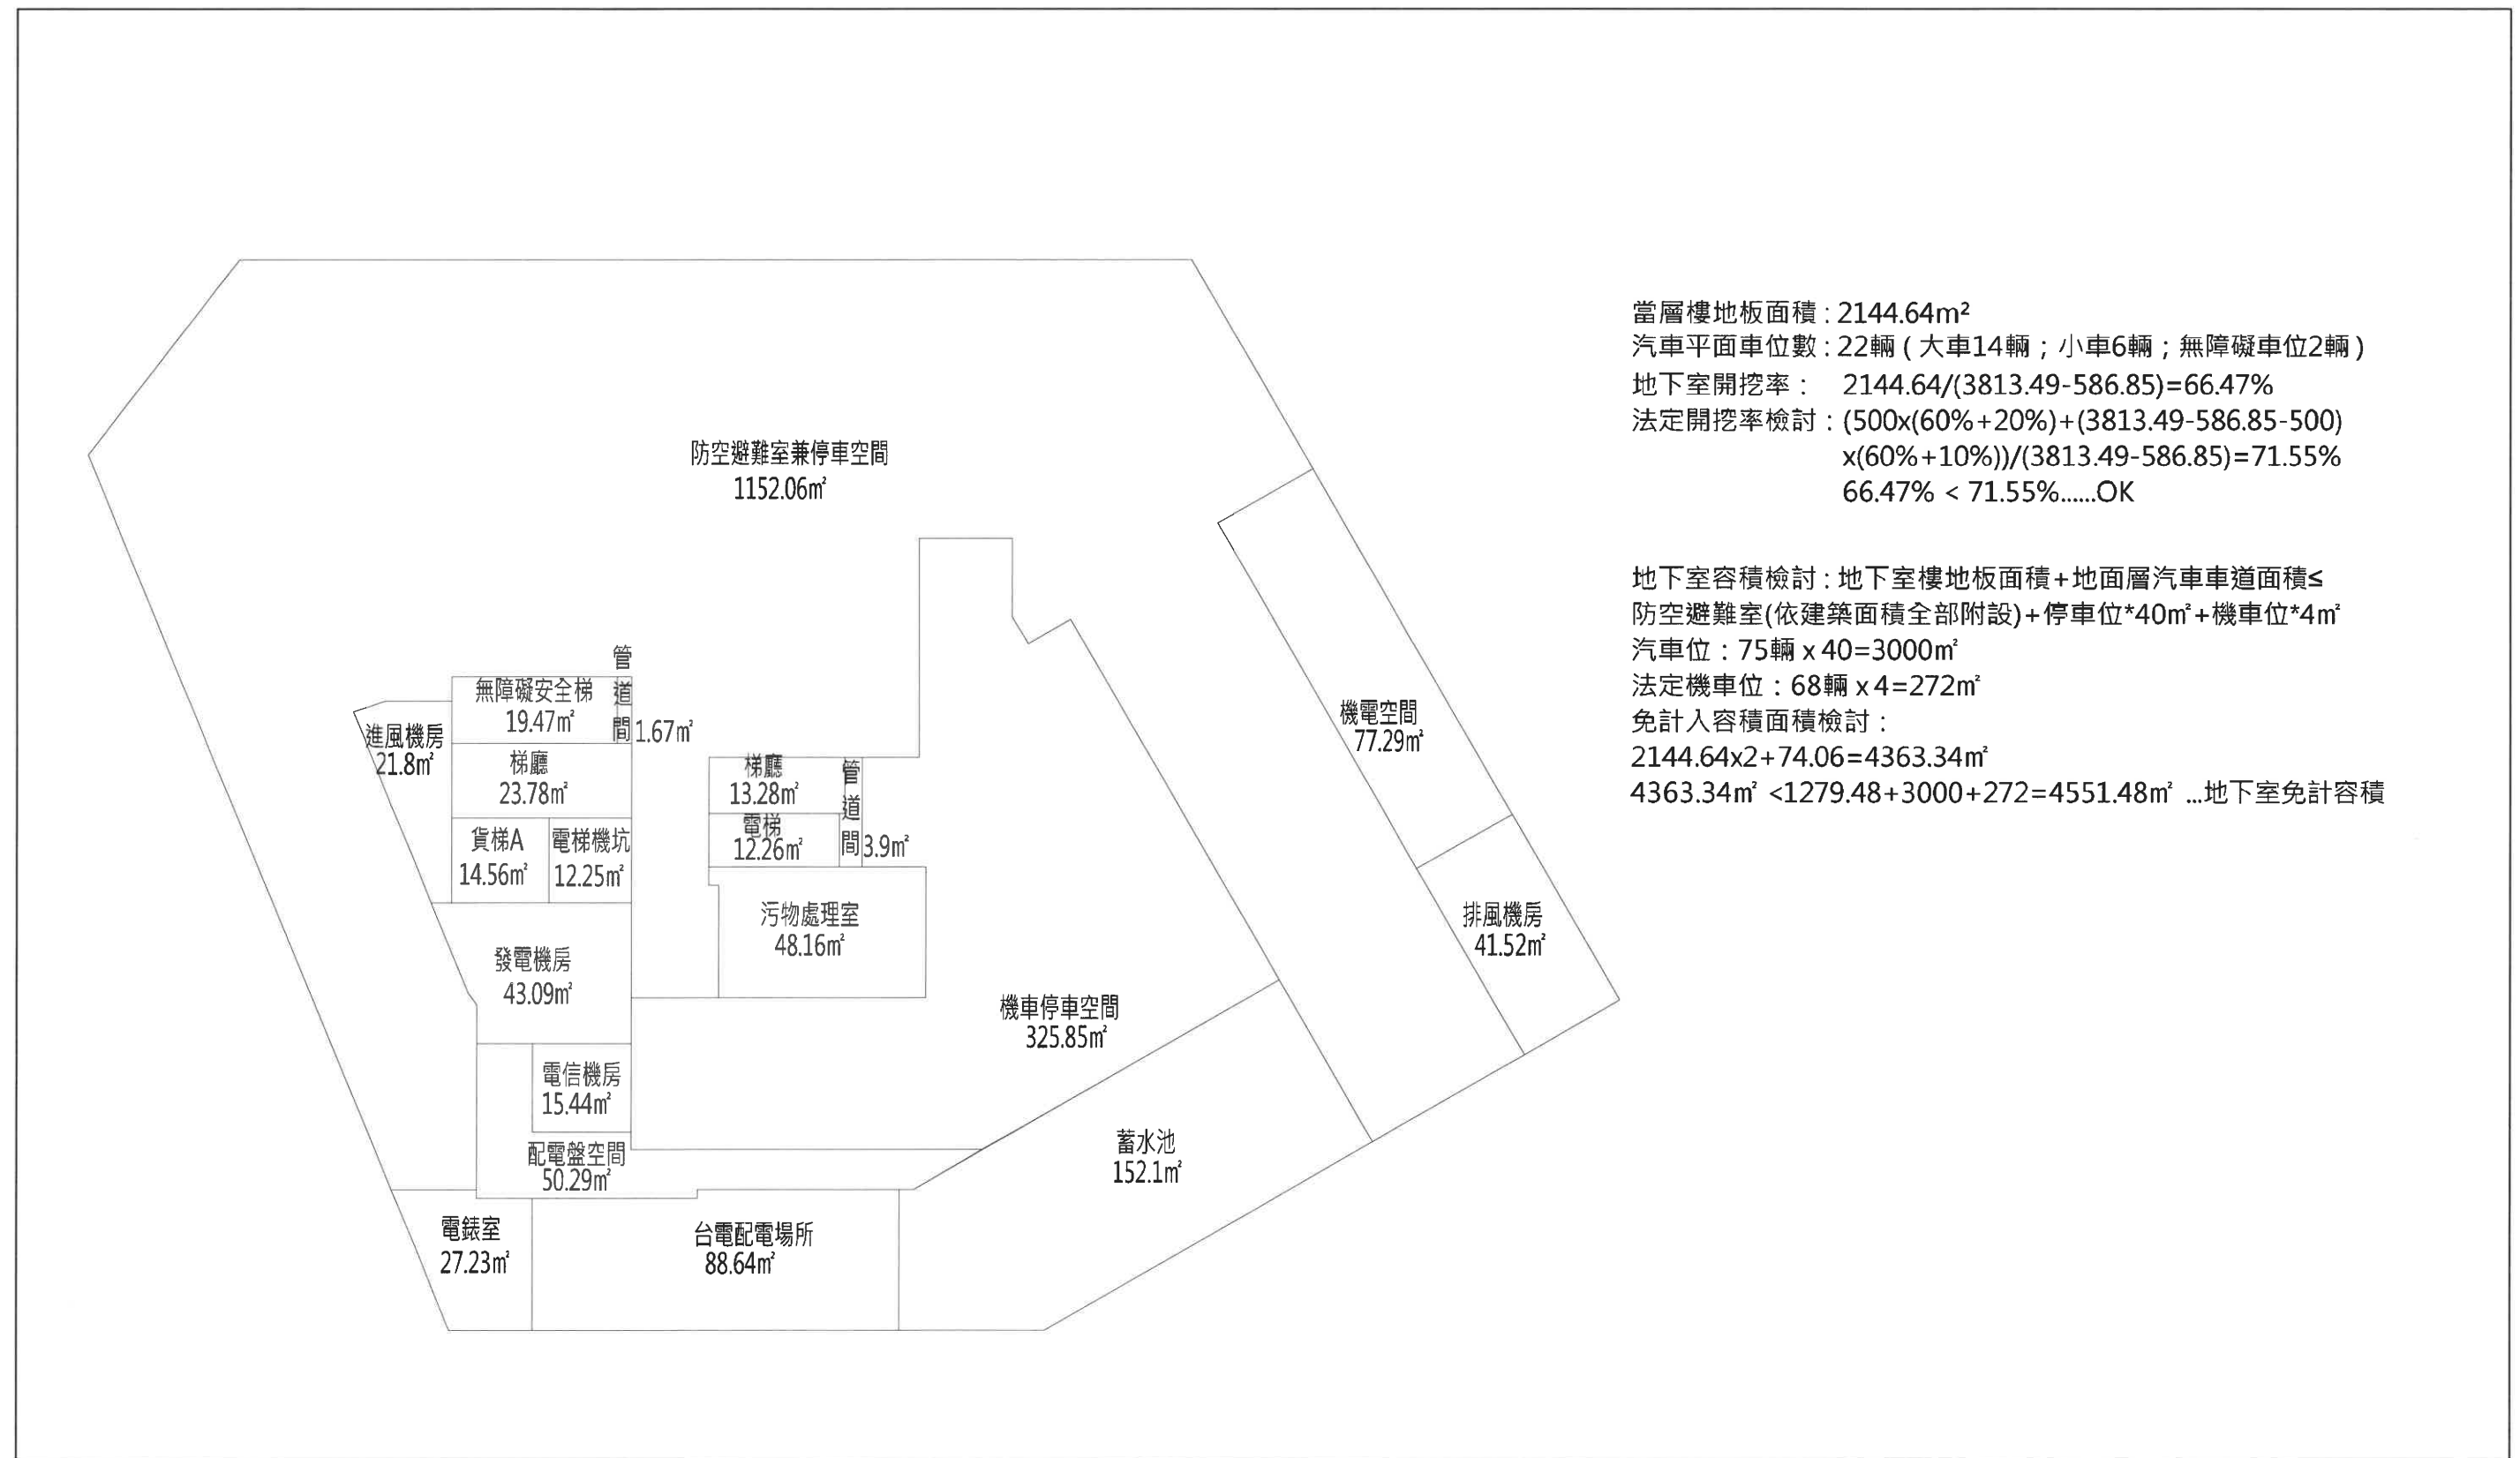 當層樓地板面積 : 2144.64m²
汽車平面車位數 : 22輛 ( 大車14輛 ; 小車6輛 ; 無障礙車位2輛 )
地下室開挖率 : 2144.64/(3813.49-586.85)=66.47%
法定開挖率檢討 : (500x(60%+20%)+(3813.49-586.85-500)
x(60%+10%))/(3813.49-586.85)=71.55%
66.47% < 71.55%......OK
地下室容積檢討 : 地下室樓地板面積+地面層汽車車道面積≤
防空避難室(依建築面積全部附設)+停車位*40㎡+機車位*4㎡
汽車位 : 75輛 x 40=3000㎡
法定機車位 : 68輛 x 4=272㎡
免計入容積面積檢討 :
2144.64x2+74.06=4363.34㎡
4363.34㎡ <1279.48+3000+272=4551.48㎡ ...地下室免計容積
防空避難室兼停車空間
1152.06㎡
管道間
1.67㎡
無障礙安全梯
19.47㎡
進風機房
21.8㎡
梯廳
23.78㎡
貨梯A
14.56㎡
電梯機坑
12.25㎡
梯廳
13.28㎡
管道間
3.9㎡
電梯
12.26㎡
污物處理室
48.16㎡
發電機房
43.09㎡
電信機房
15.44㎡
配電盤空間
50.29㎡
電錶室
27.23㎡
台電配電場所
88.64㎡
機車停車空間
325.85㎡
蓄水池
152.1㎡
機電空間
77.29㎡
排風機房
41.52㎡